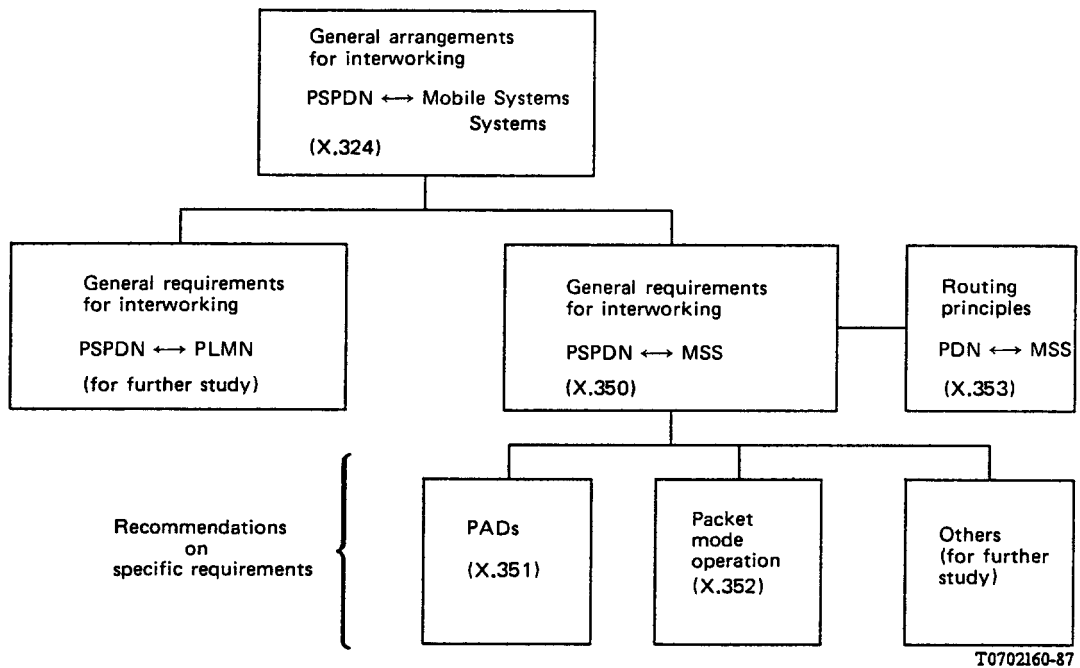 General arrangements
for interworking
PSPDN ⟷ Mobile Systems
Systems
(X.324)
General requirements
for interworking
PSPDN ⟷ PLMN
(for further study)
General requirements
for interworking
PSPDN ⟷ MSS
(X.350)
Routing
principles
PDN ⟷ MSS
(X.353)
Recommendations
on
specific requirements
PADs
(X.351)
Packet
mode
operation
(X.352)
Others
(for further
study)
T0702160-87